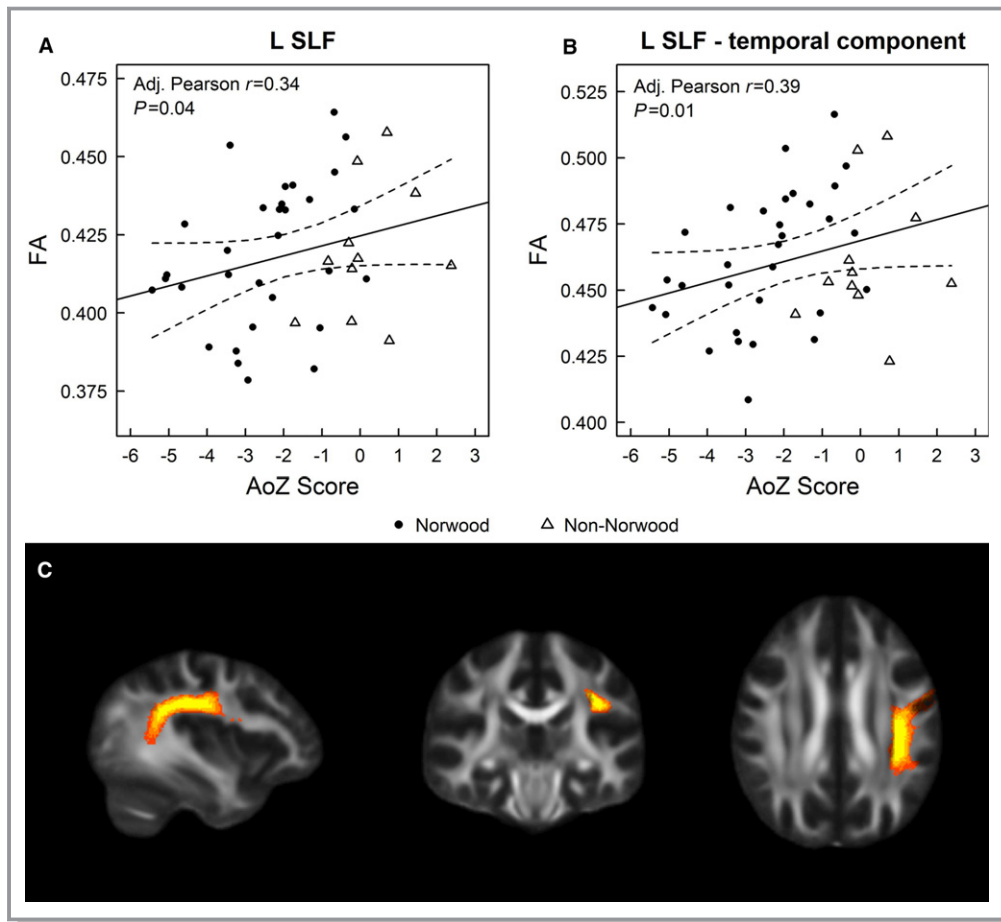 A
L SLF
Adj. Pearson r=0.34
P=0.04
0.475
0.450
0.425
0.400
0.375
FA
-6 -5 -4 -3 -2 -1 0 1 2 3
AoZ Score
B
L SLF - temporal component
Adj. Pearson r=0.39
P=0.01
0.525
0.500
0.475
0.450
0.425
0.400
FA
-6 -5 -4 -3 -2 -1 0 1 2 3
AoZ Score
Norwood Non-Norwood
C